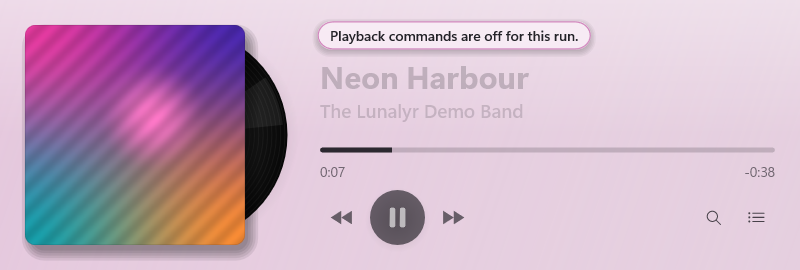 Playback commands are off for this run.
Neon Harbour
The Lunalyr Demo Band
0:07
-0:38